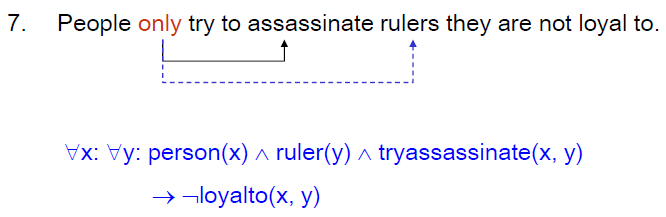 7. People only try to assassinate rulers they are not loyal to.
∀x: ∀y: person(x) ∧ ruler(y) ∧ tryassassinate(x, y)
→ ¬loyalto(x, y)